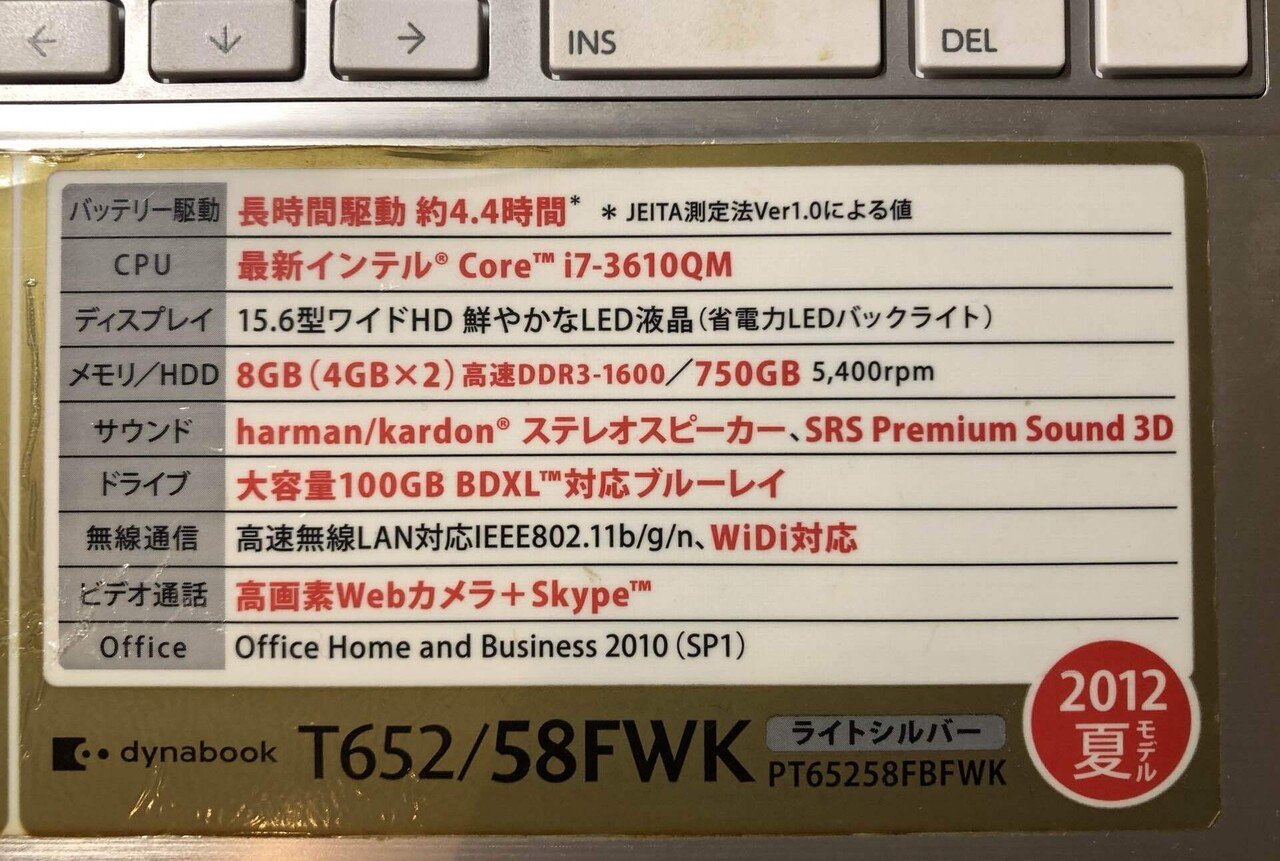 ←
↓
→
INS
DEL
バッテリー駆動 長時間駆動 約4.4時間* * JEITA測定法Ver1.0による値
CPU 最新インテル® Core™ i7-3610QM
ディスプレイ 15.6型ワイドHD 鮮やかなLED液晶(省電力LEDバックライト)
メモリ/HDD 8GB(4GB×2)高速DDR3-1600/750GB 5,400rpm
サウンド harman/kardon® ステレオスピーカー、SRS Premium Sound 3D
ドライブ 大容量100GB BDXL™対応ブルーレイ
無線通信 高速無線LAN対応IEEE802.11b/g/n、WiDi対応
ビデオ通話 高画素Webカメラ+Skype™
Office Office Home and Business 2010(SP1)
dynabook T652/58FWK ライトシルバー
PT65258FBFWK
2012
夏モデル